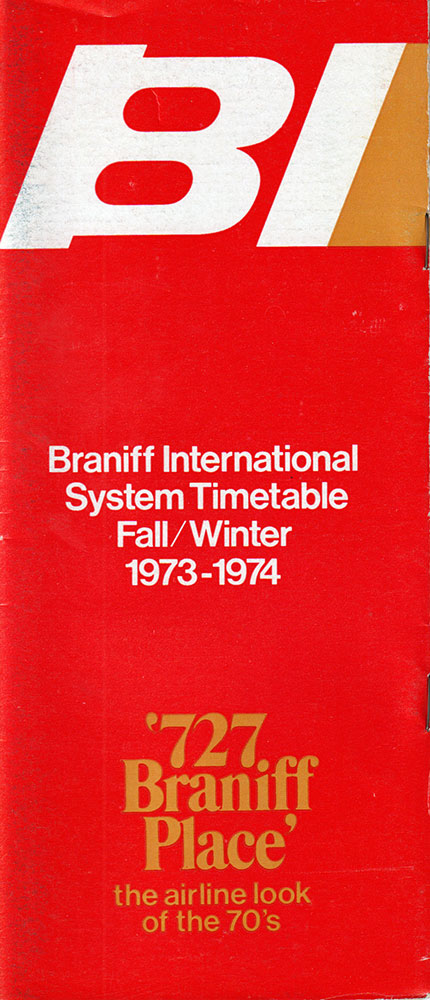 BI
Braniff International
System Timetable
Fall/Winter
1973-1974
'727
Braniff
Place'
the airline look
of the 70's